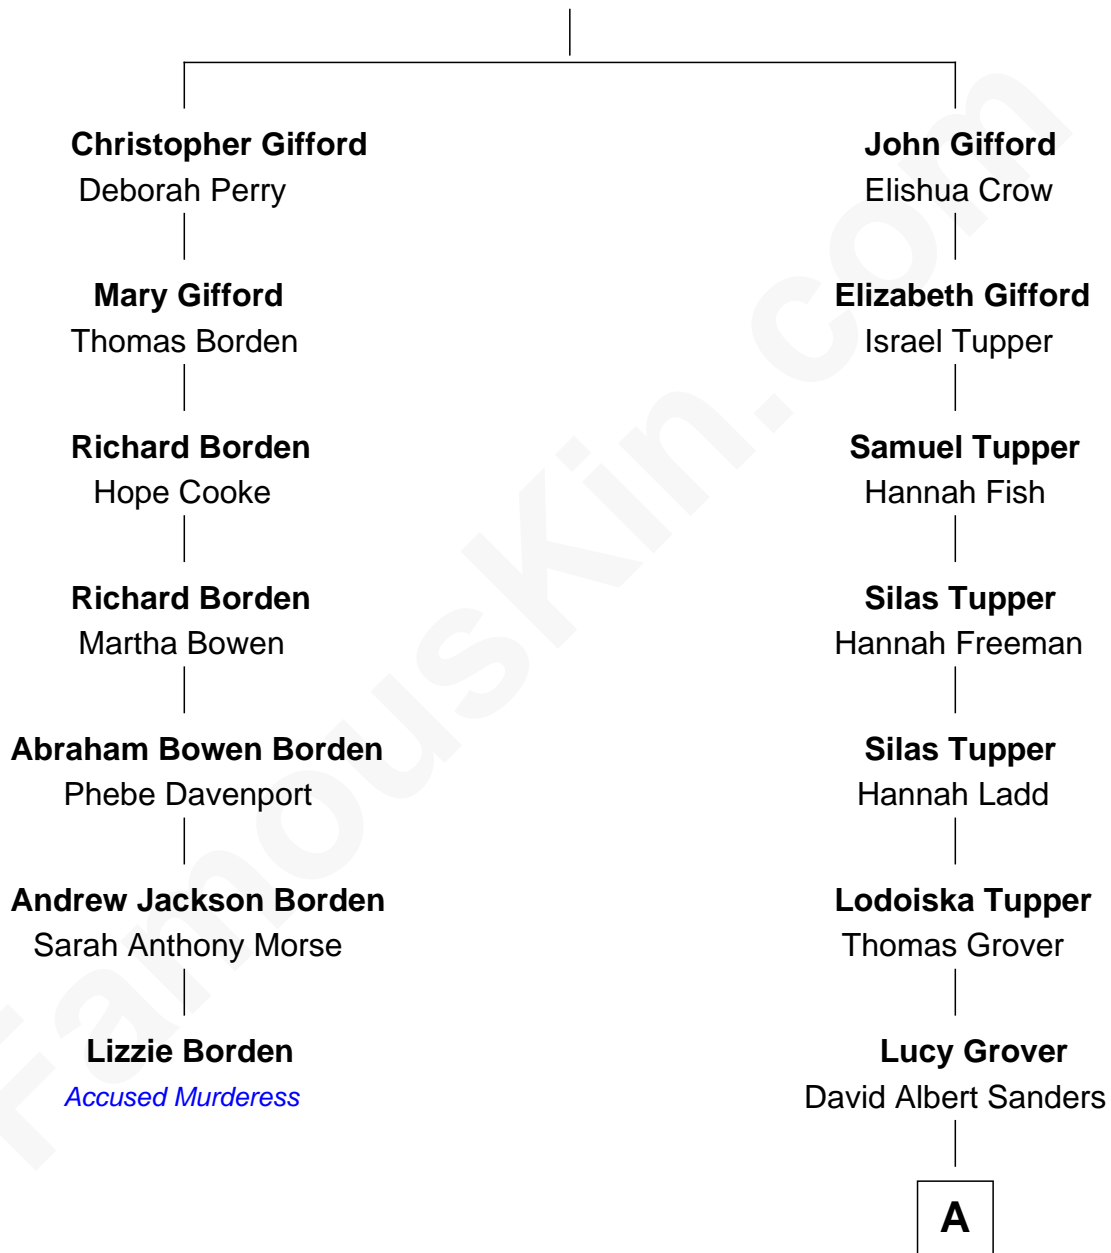 Christopher Gifford
Deborah Perry
Mary Gifford
Thomas Borden
Richard Borden
Hope Cooke
Richard Borden
Martha Bowen
Abraham Bowen Borden
Phebe Davenport
Andrew Jackson Borden
Sarah Anthony Morse
Lizzie Borden
Accused Murderess
John Gifford
Elishua Crow
Elizabeth Gifford
Israel Tupper
Samuel Tupper
Hannah Fish
Silas Tupper
Hannah Freeman
Silas Tupper
Hannah Ladd
Lodoiska Tupper
Thomas Grover
Lucy Grover
David Albert Sanders
A
FamousKin.com